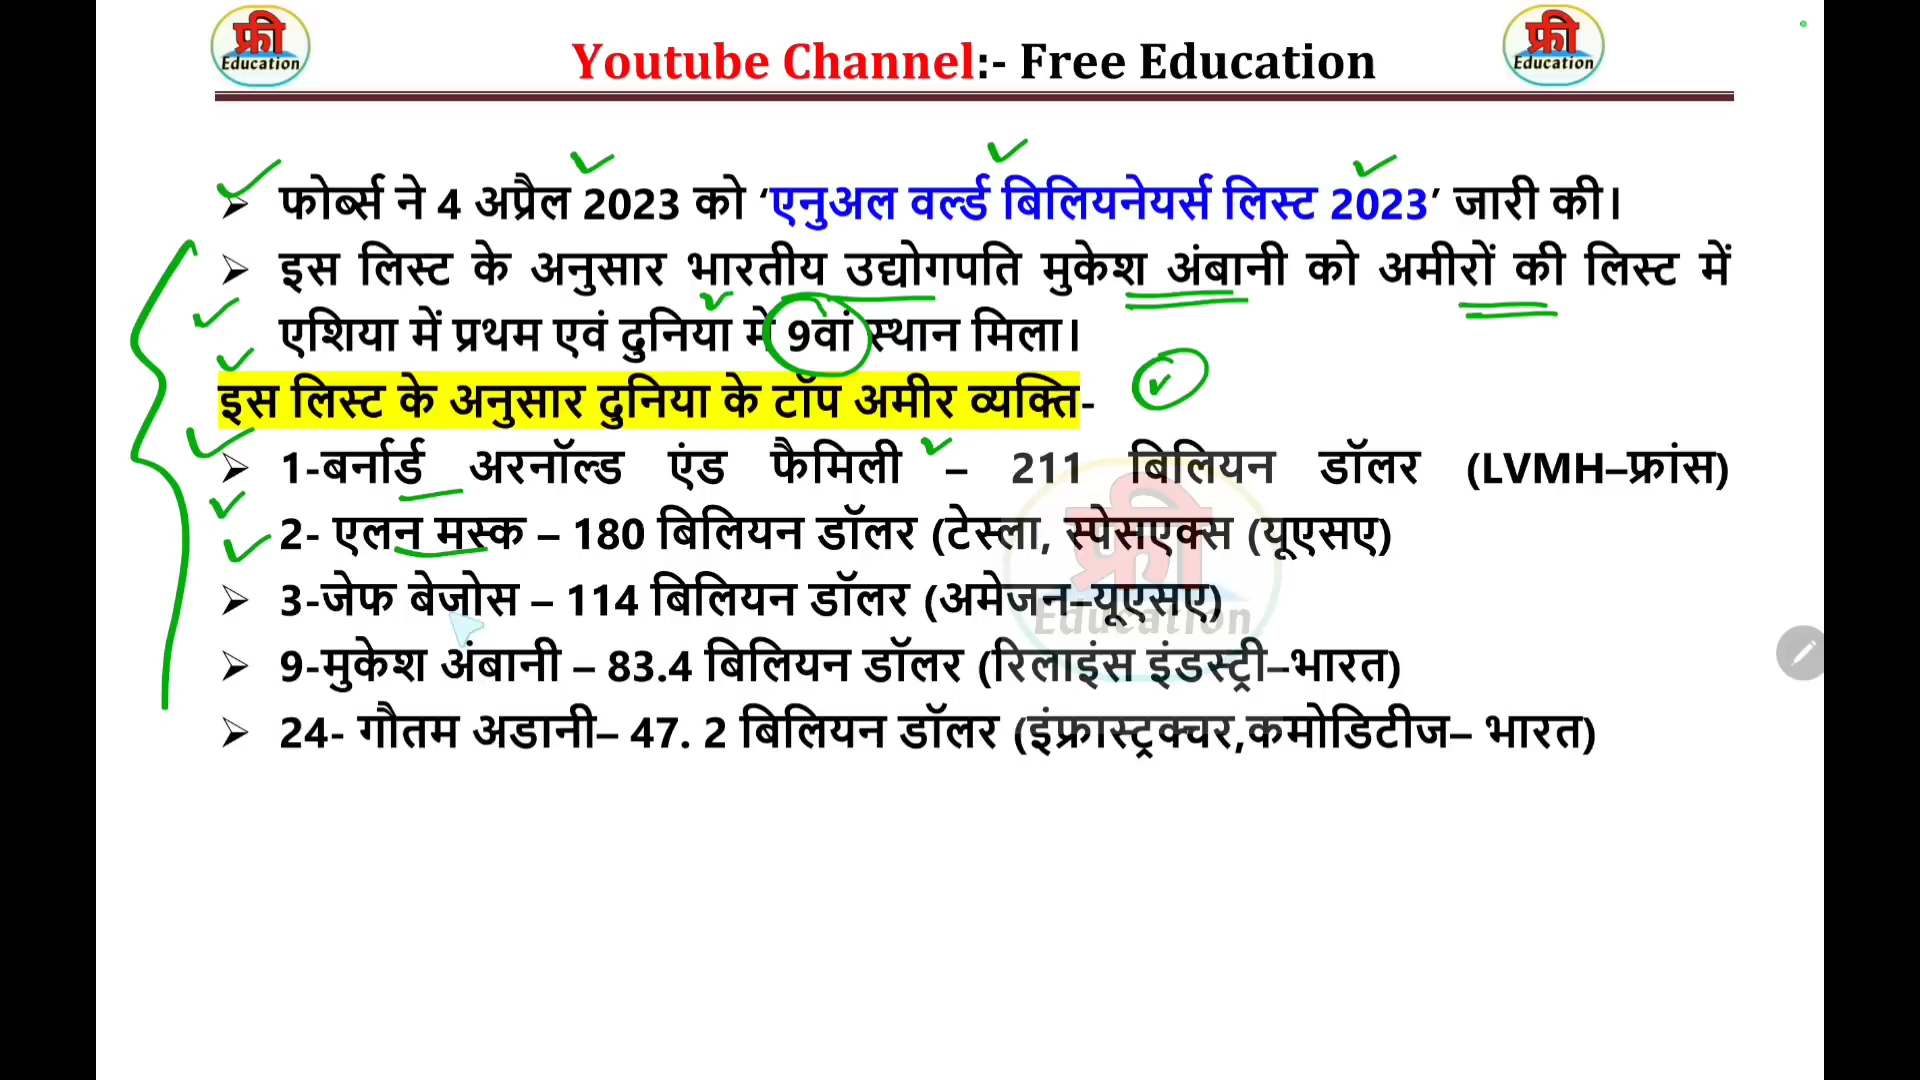 फ्री
Education
Youtube Channel:- Free Education
फ्री
Education
➢ फोर्ब्स ने 4 अप्रैल 2023 को ‘एनुअल वर्ल्ड बिलियनेयर्स लिस्ट 2023’ जारी की।
➢ इस लिस्ट के अनुसार भारतीय उद्योगपति मुकेश अंबानी को अमीरों की लिस्ट में
एशिया में प्रथम एवं दुनिया में 9वां स्थान मिला।
इस लिस्ट के अनुसार दुनिया के टॉप अमीर व्यक्ति-
➢ 1-बर्नार्ड अरनॉल्ड एंड फैमिली – 211 बिलियन डॉलर (LVMH–फ्रांस)
2- एलन मस्क – 180 बिलियन डॉलर (टेस्ला, स्पेसएक्स (यूएसए)
➢ 3-जेफ बेजोस – 114 बिलियन डॉलर (अमेजन–यूएसए)
➢ 9-मुकेश अंबानी – 83.4 बिलियन डॉलर (रिलाइंस इंडस्ट्री–भारत)
➢ 24- गौतम अडानी– 47. 2 बिलियन डॉलर (इंफ्रास्ट्रक्चर,कमोडिटीज– भारत)
फ्री
Education